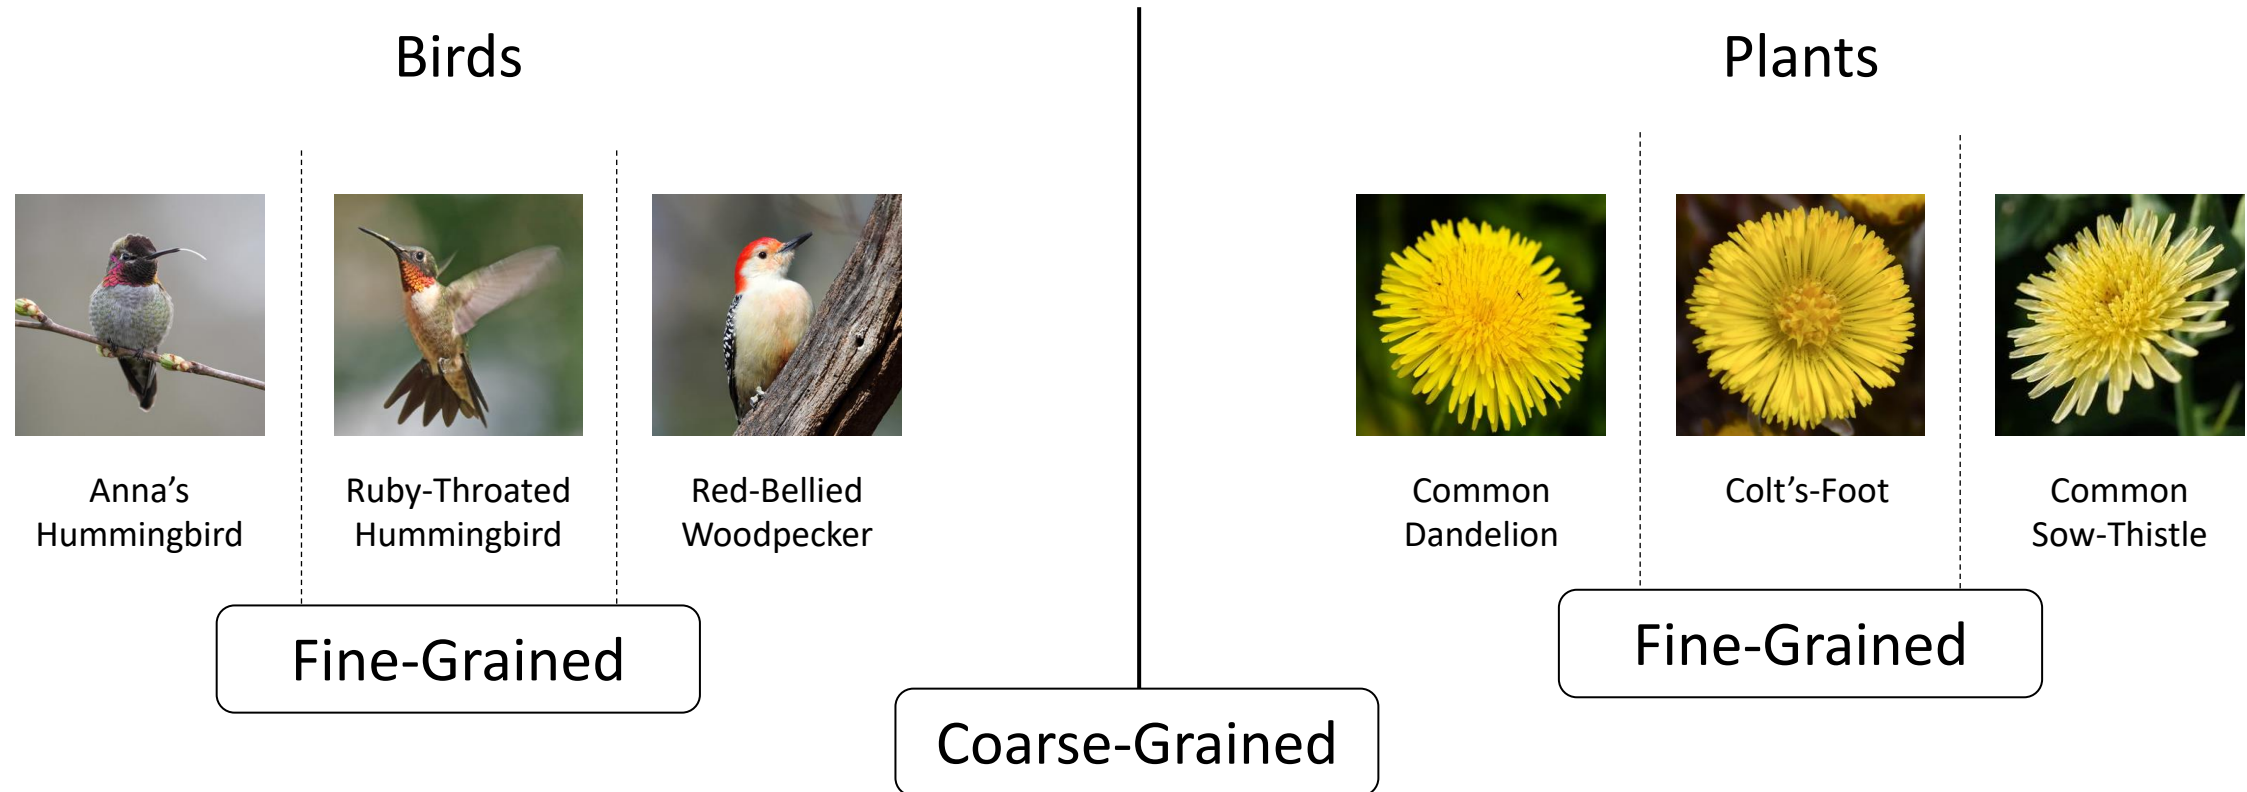 Birds
Plants
Anna’s
Hummingbird
Ruby-Throated
Hummingbird
Red-Bellied
Woodpecker
Common
Dandelion
Colt’s-Foot
Common
Sow-Thistle
Fine-Grained
Fine-Grained
Coarse-Grained